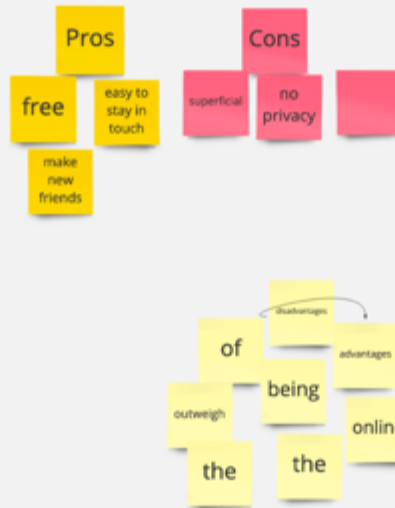 Pros
Cons
free
easy to
stay in
touch
superficial
no
privacy
make
new
friends
disadvantages
of
advantages
being
outweigh
onlin
the
the